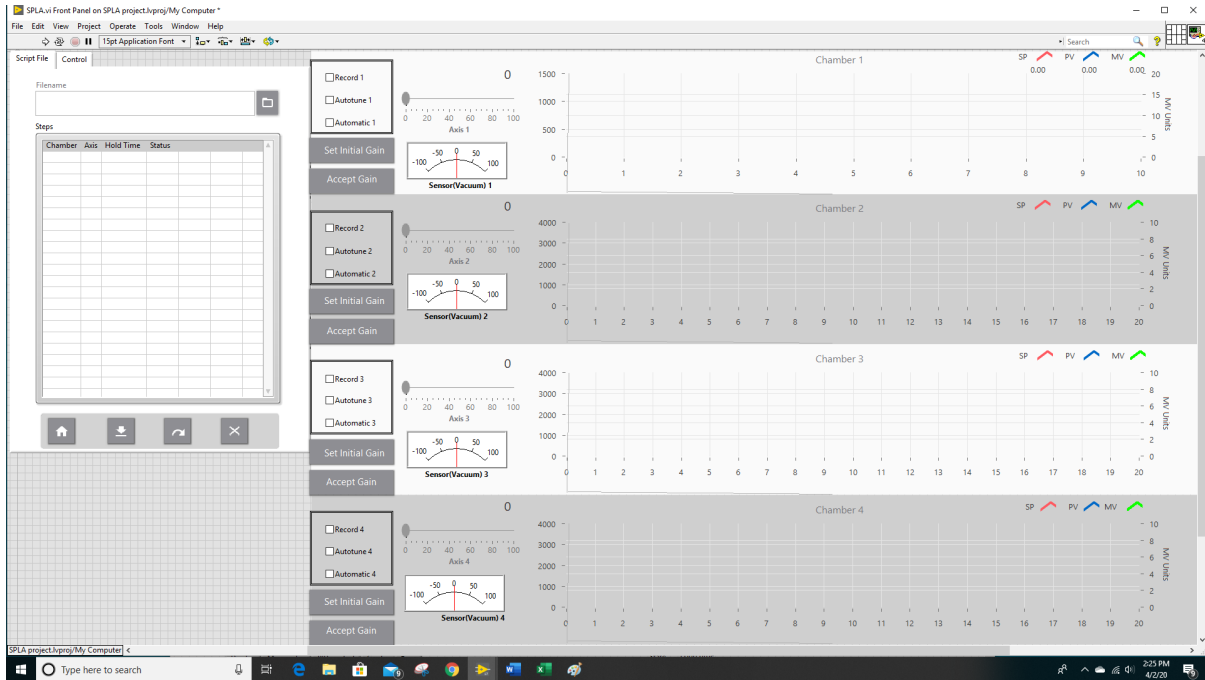 SPLA.vi Front Panel on SPLA project.lvproj/My Computer *
File Edit View Project Operate Tools Window Help
15pt Application Font
Search
Script File Control
Filename
Steps
Chamber Axis Hold Time Status
Record 1
Autotune 1
Automatic 1
Set Initial Gain
Accept Gain
0
0 20 40 60 80 100
Axis 1
-100 -50 0 50 100
Sensor(Vacuum) 1
Chamber 1
SP PV MV
0.00 0.00 0.00
1500
1000
500
0
0 1 2 3 4 5 6 7 8 9 10
20
15
10
5
0
MV Units
Record 2
Autotune 2
Automatic 2
Set Initial Gain
Accept Gain
0
0 20 40 60 80 100
Axis 2
-100 -50 0 50 100
Sensor(Vacuum) 2
Chamber 2
SP PV MV
4000
3000
2000
1000
0
0 1 2 3 4 5 6 7 8 9 10 11 12 13 14 15 16 17 18 19 20
10
8
6
4
2
0
MV Units
Record 3
Autotune 3
Automatic 3
Set Initial Gain
Accept Gain
0
0 20 40 60 80 100
Axis 3
-100 -50 0 50 100
Sensor(Vacuum) 3
Chamber 3
SP PV MV
4000
3000
2000
1000
0
0 1 2 3 4 5 6 7 8 9 10 11 12 13 14 15 16 17 18 19 20
10
8
6
4
2
0
MV Units
Record 4
Autotune 4
Automatic 4
Set Initial Gain
Accept Gain
0
0 20 40 60 80 100
Axis 4
-100 -50 0 50 100
Sensor(Vacuum) 4
Chamber 4
SP PV MV
4000
3000
2000
1000
0
0 1 2 3 4 5 6 7 8 9 10 11 12 13 14 15 16 17 18 19 20
10
8
6
4
2
0
MV Units
SPLA project.lvproj/My Computer
Type here to search
2:25 PM
4/2/20